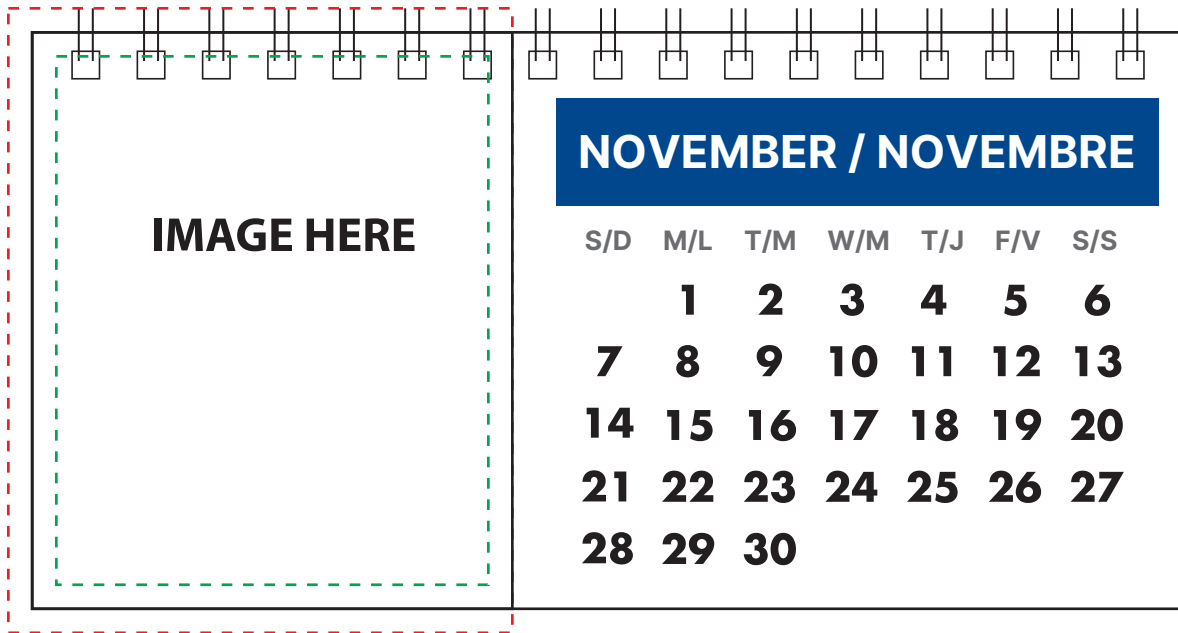 IMAGE HERE
NOVEMBER / NOVEMBRE
S/D M/L T/M W/M T/J F/V S/S
1 2 3 4 5 6
7 8 9 10 11 12 13
14 15 16 17 18 19 20
21 22 23 24 25 26 27
28 29 30